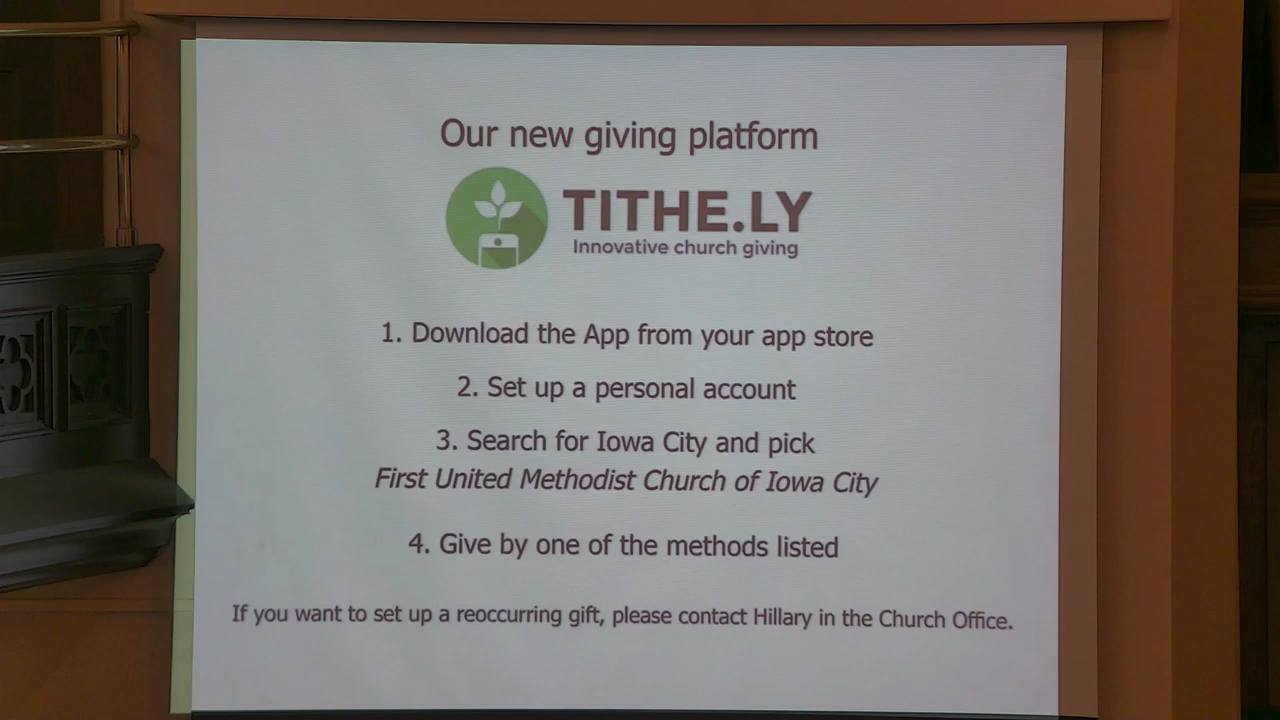 Our new giving platform
TITHE.LY
Innovative church giving
1. Download the App from your app store
2. Set up a personal account
3. Search for Iowa City and pick
First United Methodist Church of Iowa City
4. Give by one of the methods listed
If you want to set up a reoccurring gift, please contact Hillary in the Church Office.